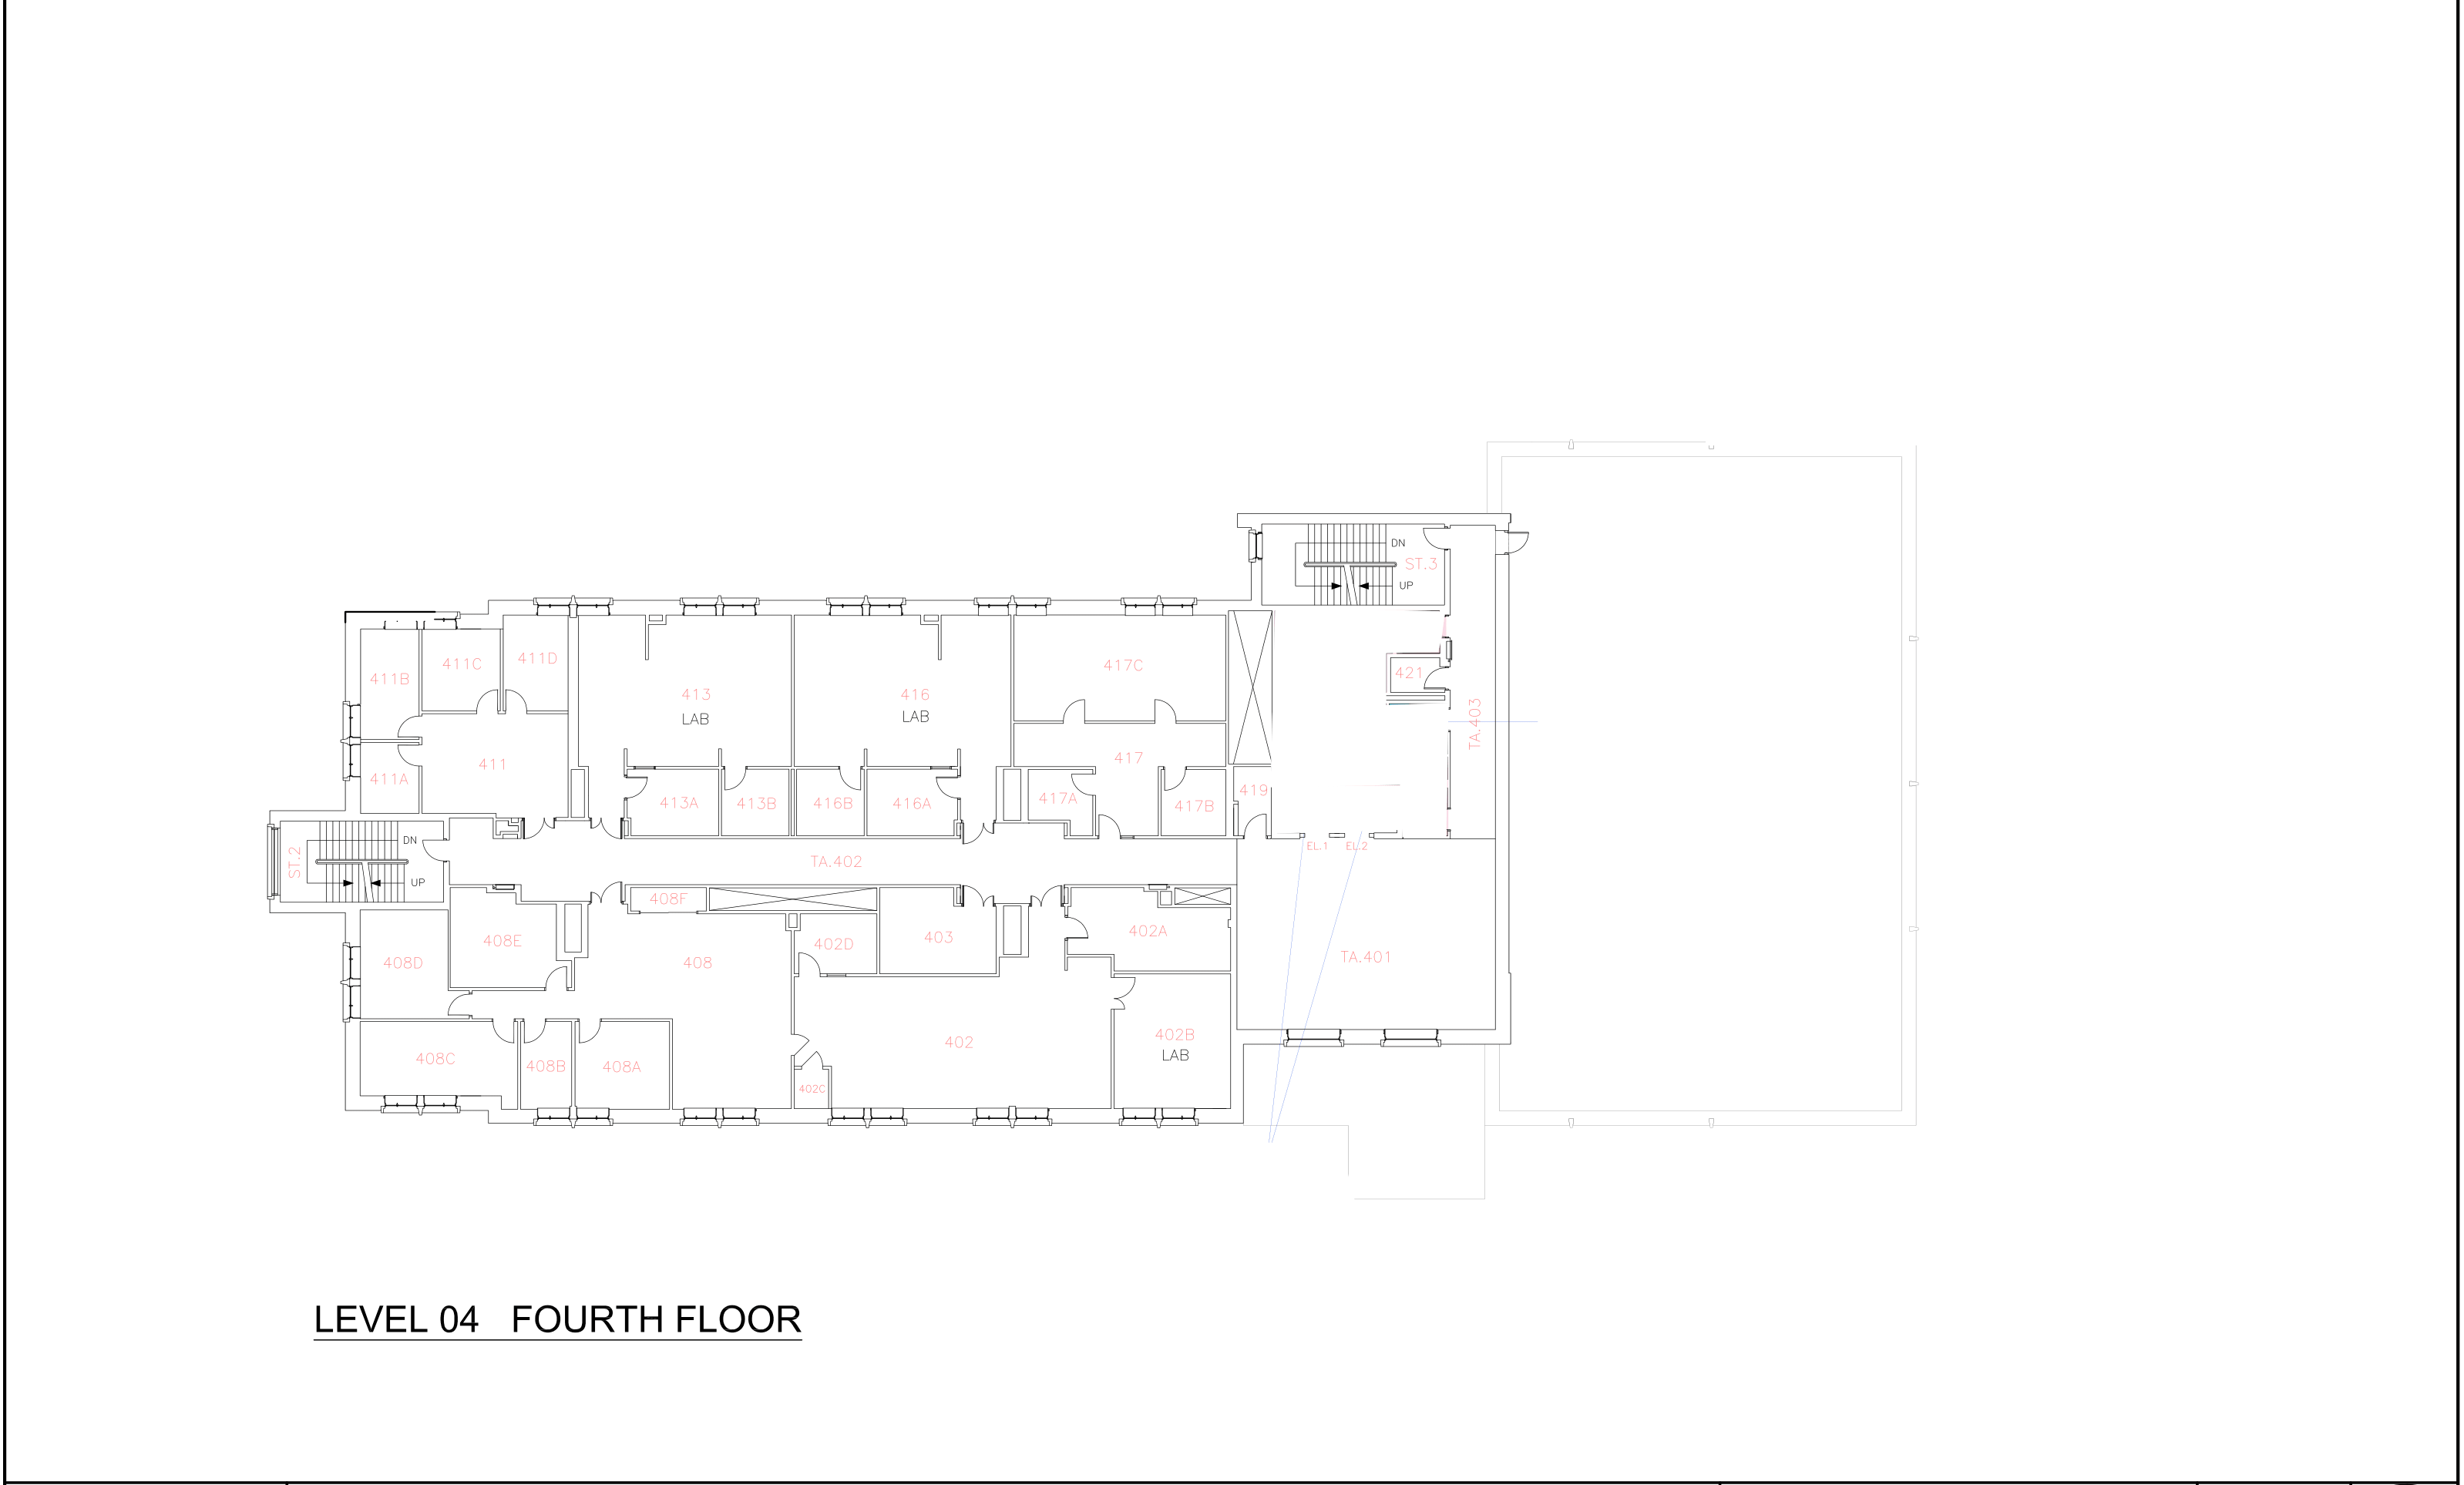 DN
ST.3
UP
411C
411D
411B
417C
421
413
LAB
416
LAB
TA.403
417
411
411A
413A
413B
416B
416A
417A
417B
419
EL.1
EL.2
DN
ST.2
TA.402
UP
408F
408E
408D
408
402D
403
402A
TA.401
402
402B
LAB
408C
408B
408A
402C
LEVEL 04 FOURTH FLOOR